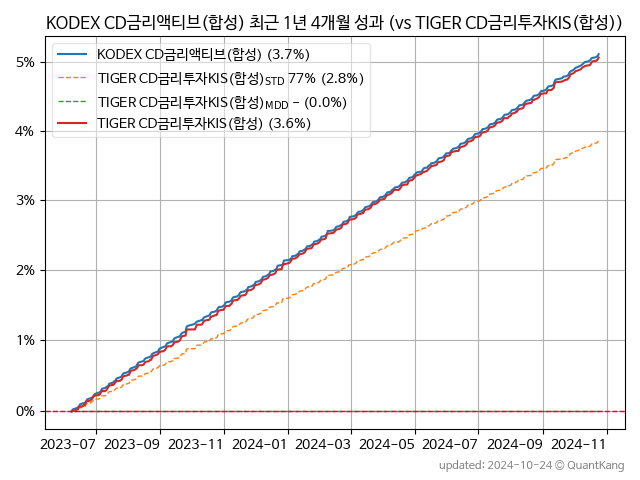 KODEX CD금리액티브(합성) 최근 1년 4개월 성과 (vs TIGER CD금리투자KIS(합성))
KODEX CD금리액티브(합성) (3.7%)
TIGER CD금리투자KIS(합성)STD 77% (2.8%)
TIGER CD금리투자KIS(합성)MDD − (0.0%)
TIGER CD금리투자KIS(합성) (3.6%)
5%
4%
3%
2%
1%
0%
2023−07 2023−09 2023−11 2024−01 2024−03 2024−05 2024−07 2024−09 2024−11
updated: 2024-10-24 © QuantKang